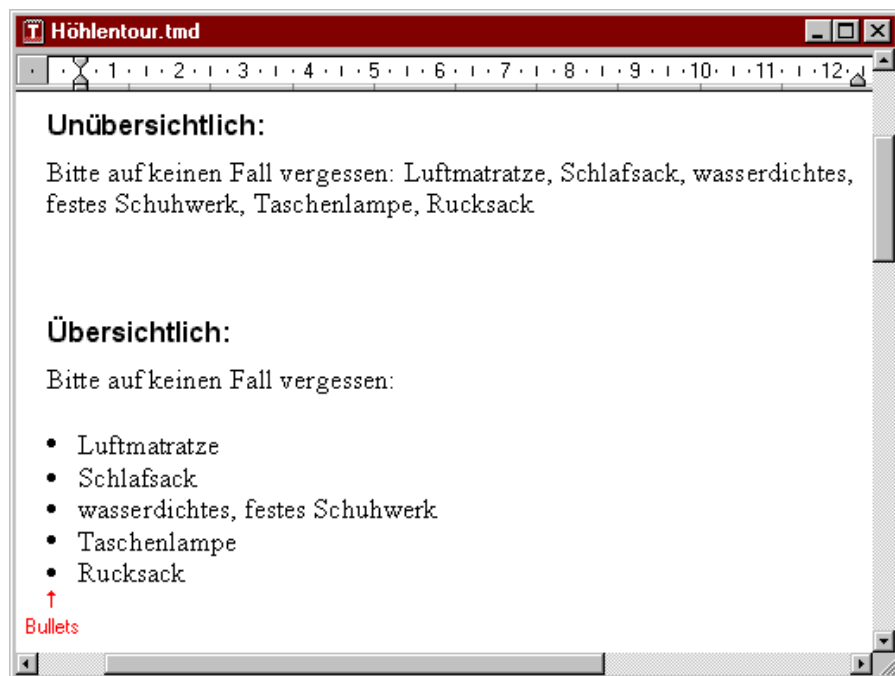 Höhlentour.tmd
1 2 3 4 5 6 7 8 9 10 11 12
Unübersichtlich:
Bitte auf keinen Fall vergessen: Luftmatratze, Schlafsack, wasserdichtes,
festes Schuhwerk, Taschenlampe, Rucksack
Übersichtlich:
Bitte auf keinen Fall vergessen:
• Luftmatratze
• Schlafsack
• wasserdichtes, festes Schuhwerk
• Taschenlampe
• Rucksack
↑
Bullets